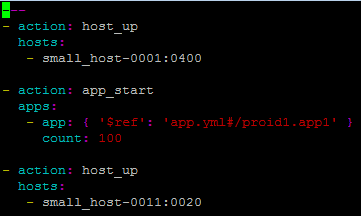 ---
- action: host_up
  hosts:
    - small_host-0001:0400
- action: app_start
  apps:
    - app: { '$ref': 'app.yml#/proid1.app1' }
      count: 100
- action: host_up
  hosts:
    - small_host-0011:0020